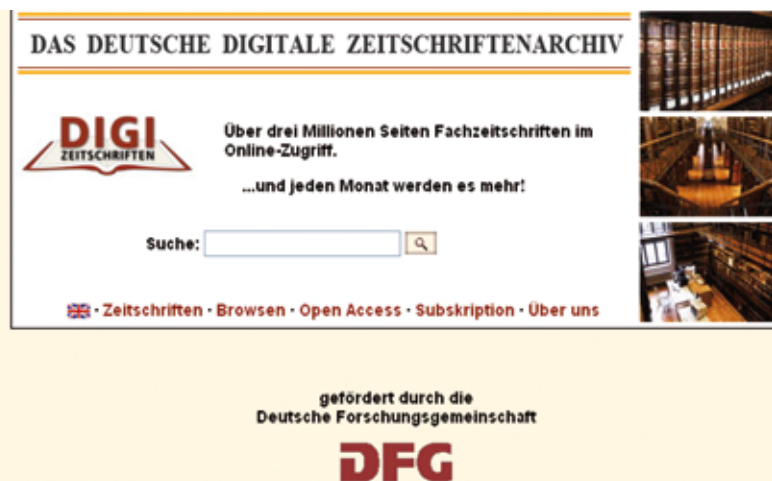 DAS DEUTSCHE DIGITALE ZEITSCHRIFTENARCHIV
DIGI
ZEITSCHRIFTEN
Über drei Millionen Seiten Fachzeitschriften im
Online-Zugriff.
...und jeden Monat werden es mehr!
Suche:
· Zeitschriften · Browsen · Open Access · Subskription · Über uns
gefördert durch die
Deutsche Forschungsgemeinschaft
DFG